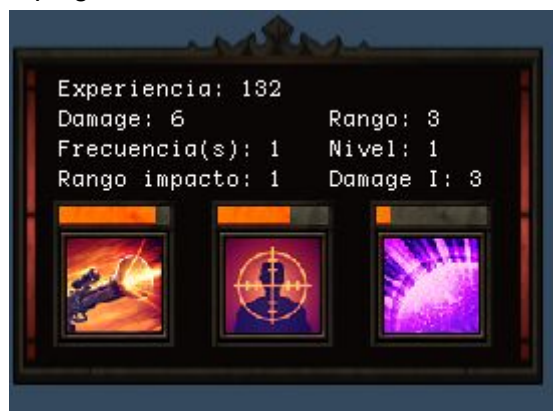 Experiencia: 132
Damage: 6 Rango: 3
Frecuencia(s): 1 Nivel: 1
Rango impacto: 1 Damage I: 3